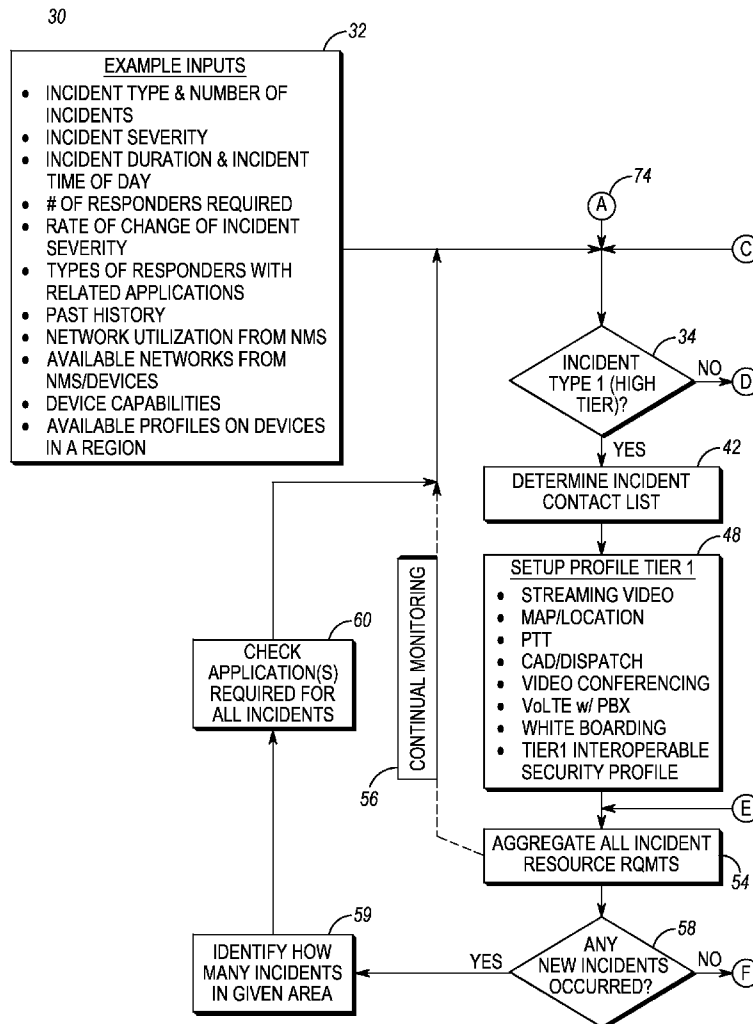 30
32
EXAMPLE INPUTS
• INCIDENT TYPE & NUMBER OF
INCIDENTS
• INCIDENT SEVERITY
• INCIDENT DURATION & INCIDENT
TIME OF DAY
• # OF RESPONDERS REQUIRED
• RATE OF CHANGE OF INCIDENT
SEVERITY
• TYPES OF RESPONDERS WITH
RELATED APPLICATIONS
• PAST HISTORY
• NETWORK UTILIZATION FROM NMS
• AVAILABLE NETWORKS FROM
NMS/DEVICES
• DEVICE CAPABILITIES
• AVAILABLE PROFILES ON DEVICES
IN A REGION
74
A
C
34
INCIDENT
TYPE 1 (HIGH
TIER)?
NO
D
YES
42
DETERMINE INCIDENT
CONTACT LIST
48
SETUP PROFILE TIER 1
• STREAMING VIDEO
• MAP/LOCATION
• PTT
• CAD/DISPATCH
• VIDEO CONFERENCING
• VoLTE w/ PBX
• WHITE BOARDING
• TIER1 INTEROPERABLE
SECURITY PROFILE
E
60
CHECK
APPLICATION(S)
REQUIRED FOR
ALL INCIDENTS
CONTINUAL MONITORING
56
AGGREGATE ALL INCIDENT
RESOURCE RQMTS
54
58
ANY
NEW INCIDENTS
OCCURRED?
NO
F
YES
59
IDENTIFY HOW
MANY INCIDENTS
IN GIVEN AREA